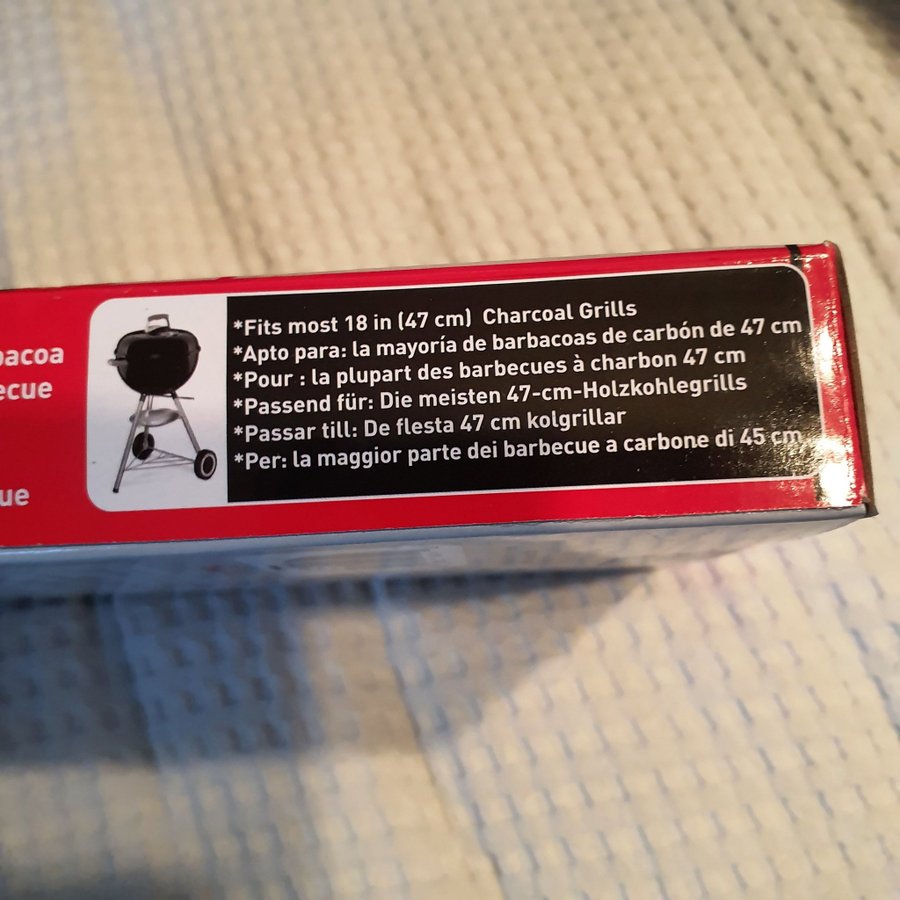 *Fits most 18 in (47 cm) Charcoal Grills
*Apto para: la mayoría de barbacoas de carbón de 47 cm
*Pour : la plupart des barbecues à charbon 47 cm
*Passend für: Die meisten 47-cm-Holzkohlegrills
*Passar till: De flesta 47 cm kolgrillar
*Per: la maggior parte dei barbecue a carbone di 45 cm